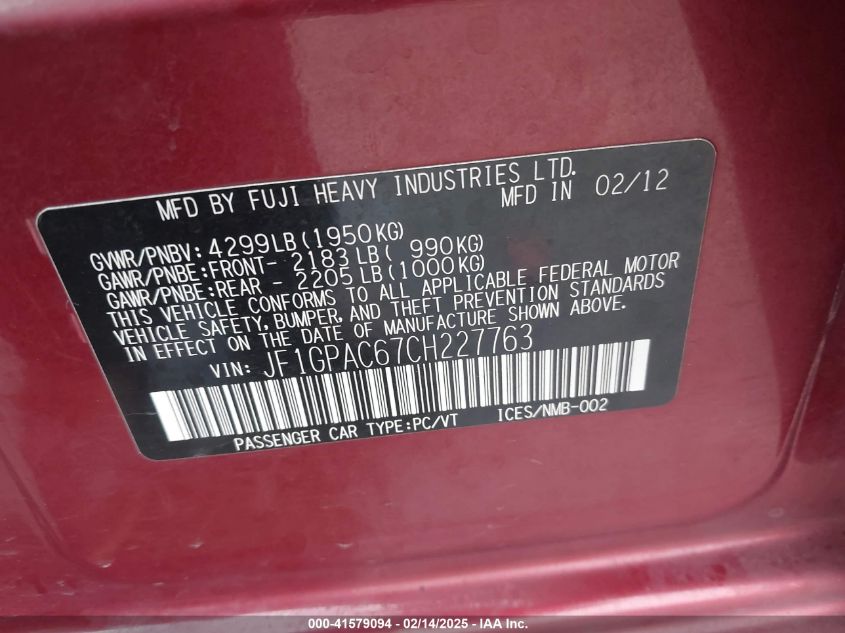 MFD BY FUJI HEAVY INDUSTRIES LTD.
MFD IN 02/12
GVWR/PNBV: 4299LB(1950KG)
GAWR/PNBE:FRONT- 2183LB( 990KG)
GAWR/PNBE:REAR - 2205LB(1000KG)
THIS VEHICLE CONFORMS TO ALL APPLICABLE FEDERAL MOTOR
VEHICLE SAFETY, BUMPER, AND THEFT PREVENTION STANDARDS
IN EFFECT ON THE DATE OF MANUFACTURE SHOWN ABOVE.
VIN: JF1GPAC67CH227763
PASSENGER CAR TYPE:PC/VT ICES/NMB-002
000-41579094 - 02/14/2025 - © IAA Holdings, LLC.